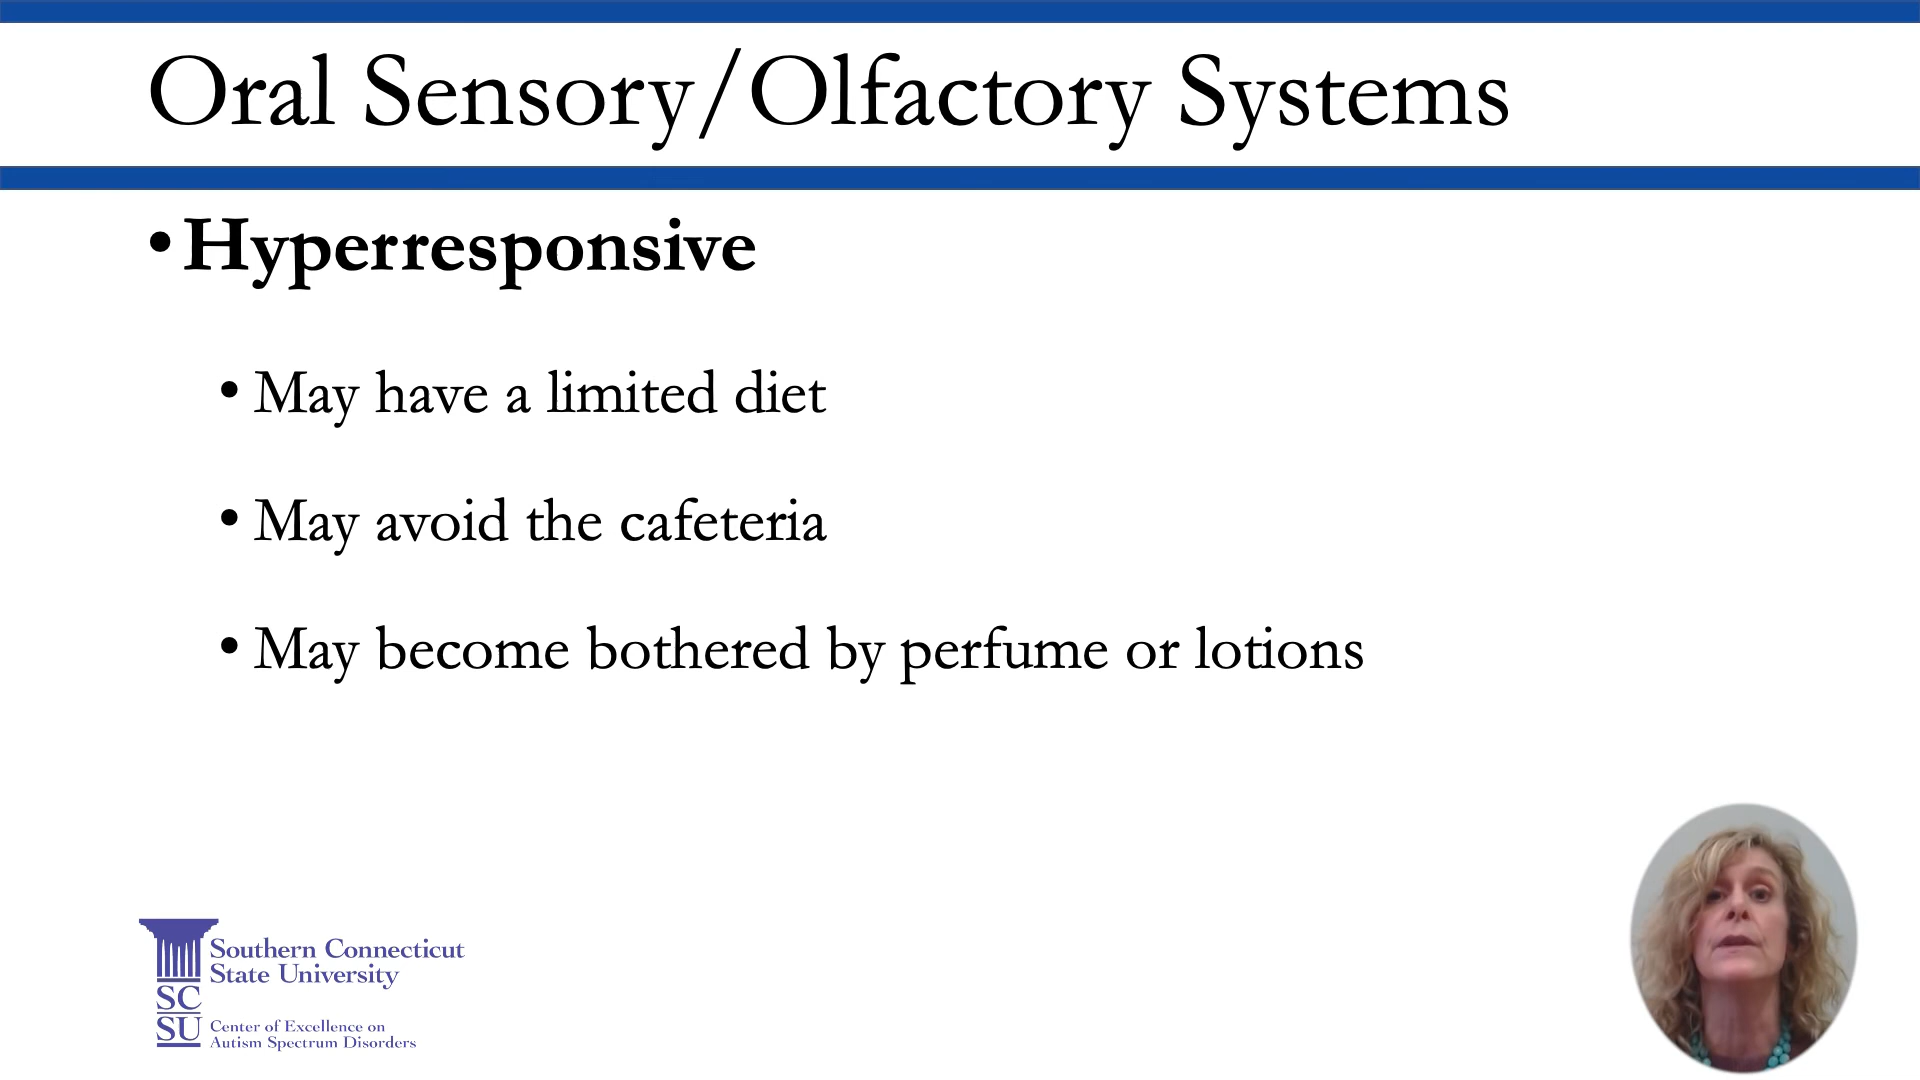 Oral Sensory/Olfactory Systems
• Hyperresponsive
• May have a limited diet
• May avoid the cafeteria
• May become bothered by perfume or lotions
Southern Connecticut
State University
SC
SU
Center of Excellence on
Autism Spectrum Disorders